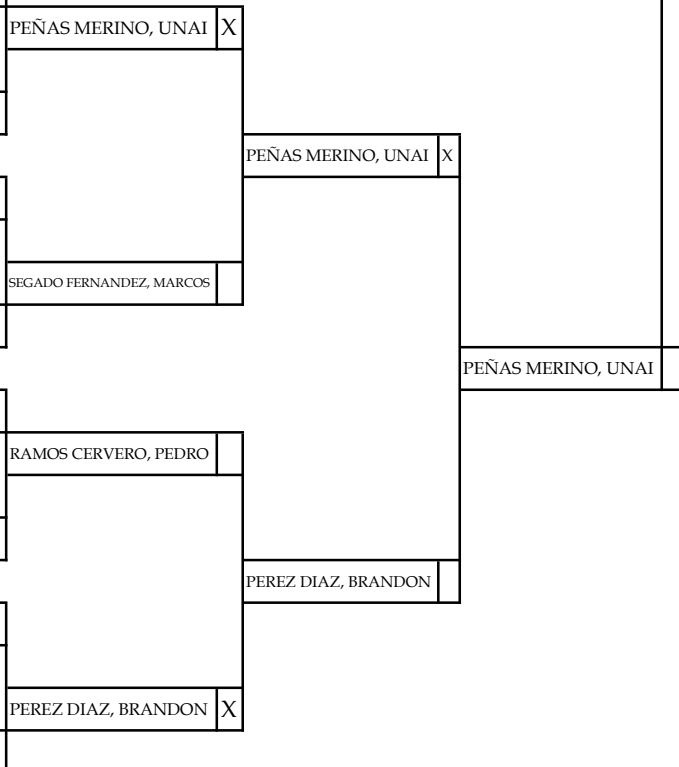 PEÑAS MERINO, UNAI X
PEÑAS MERINO, UNAI X
SEGADO FERNANDEZ, MARCOS
PEÑAS MERINO, UNAI
RAMOS CERVERO, PEDRO
PEREZ DIAZ, BRANDON
PEREZ DIAZ, BRANDON X